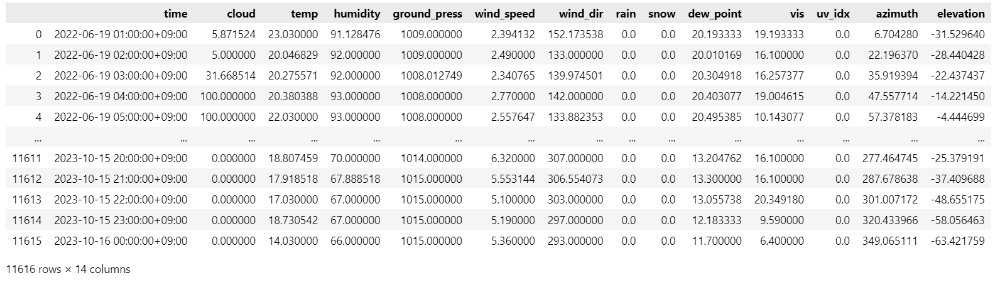 time cloud temp humidity ground_press wind_speed wind_dir rain snow dew_point vis uv_idx azimuth elevation
0 2022-06-19 01:00:00+09:00 5.871524 23.030000 91.128476 1009.000000 2.394132 152.173538 0.0 0.0 20.193333 19.193333 0.0 6.704280 -31.529640
1 2022-06-19 02:00:00+09:00 5.000000 20.046829 92.000000 1009.000000 2.490000 133.000000 0.0 0.0 20.010169 16.100000 0.0 22.196370 -28.440428
2 2022-06-19 03:00:00+09:00 31.668514 20.275571 92.000000 1008.012749 2.340765 139.974501 0.0 0.0 20.304918 16.257377 0.0 35.919394 -22.437437
3 2022-06-19 04:00:00+09:00 100.000000 20.380388 93.000000 1008.000000 2.770000 142.000000 0.0 0.0 20.403077 19.004615 0.0 47.557714 -14.221450
4 2022-06-19 05:00:00+09:00 100.000000 22.030000 93.000000 1008.000000 2.557647 133.882353 0.0 0.0 20.495385 10.143077 0.0 57.378183 -4.444699
... ... ... ... ... ... ... ... ... ... ... ... ... ... ...
11611 2023-10-15 20:00:00+09:00 0.000000 18.807459 70.000000 1014.000000 6.320000 307.000000 0.0 0.0 13.204762 16.100000 0.0 277.464745 -25.379191
11612 2023-10-15 21:00:00+09:00 0.000000 17.918518 67.888518 1015.000000 5.553144 306.554073 0.0 0.0 13.300000 16.100000 0.0 287.678638 -37.409688
11613 2023-10-15 22:00:00+09:00 0.000000 17.030000 67.000000 1015.000000 5.100000 303.000000 0.0 0.0 13.055738 20.349180 0.0 301.007172 -48.655175
11614 2023-10-15 23:00:00+09:00 0.000000 18.730542 67.000000 1015.000000 5.190000 297.000000 0.0 0.0 12.183333 9.590000 0.0 320.433966 -58.056463
11615 2023-10-16 00:00:00+09:00 0.000000 14.030000 66.000000 1015.000000 5.360000 293.000000 0.0 0.0 11.700000 6.400000 0.0 349.065111 -63.421759
11616 rows × 14 columns